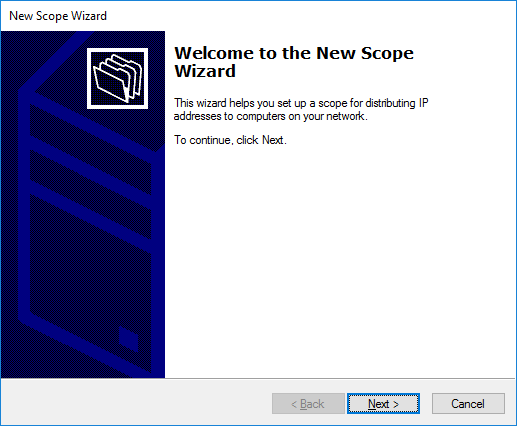 New Scope Wizard
Welcome to the New Scope
Wizard
This wizard helps you set up a scope for distributing IP
addresses to computers on your network.
To continue, click Next.
< Back
Next >
Cancel